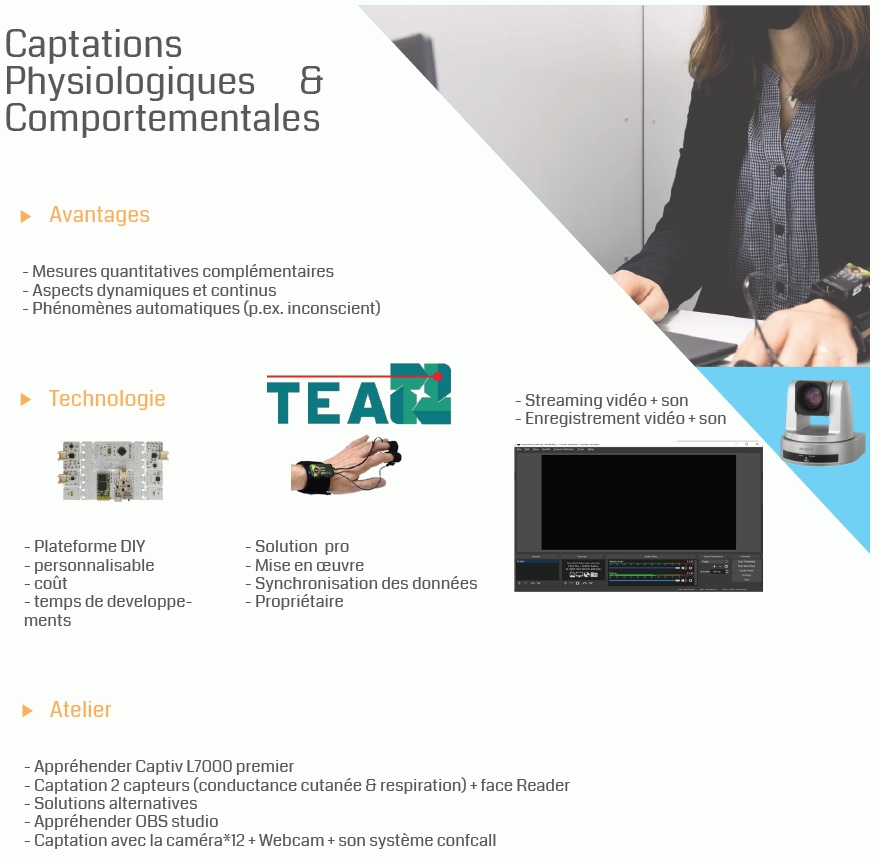 Captations
Physiologiques &
Comportementales
Avantages
- Mesures quantitatives complémentaires
- Aspects dynamiques et continus
- Phénomènes automatiques (p.ex. inconscient)
Technologie
TEA
- Plateforme DIY
- personnalisable
- coût
- temps de developpe-
ments
- Solution pro
- Mise en œuvre
- Synchronisation des données
- Propriétaire
- Streaming vidéo + son
- Enregistrement vidéo + son
Atelier
- Appréhender Captiv L7000 premier
- Captation 2 capteurs (conductance cutanée & respiration) + face Reader
- Solutions alternatives
- Appréhender OBS studio
- Captation avec la caméra*12 + Webcam + son système confcall